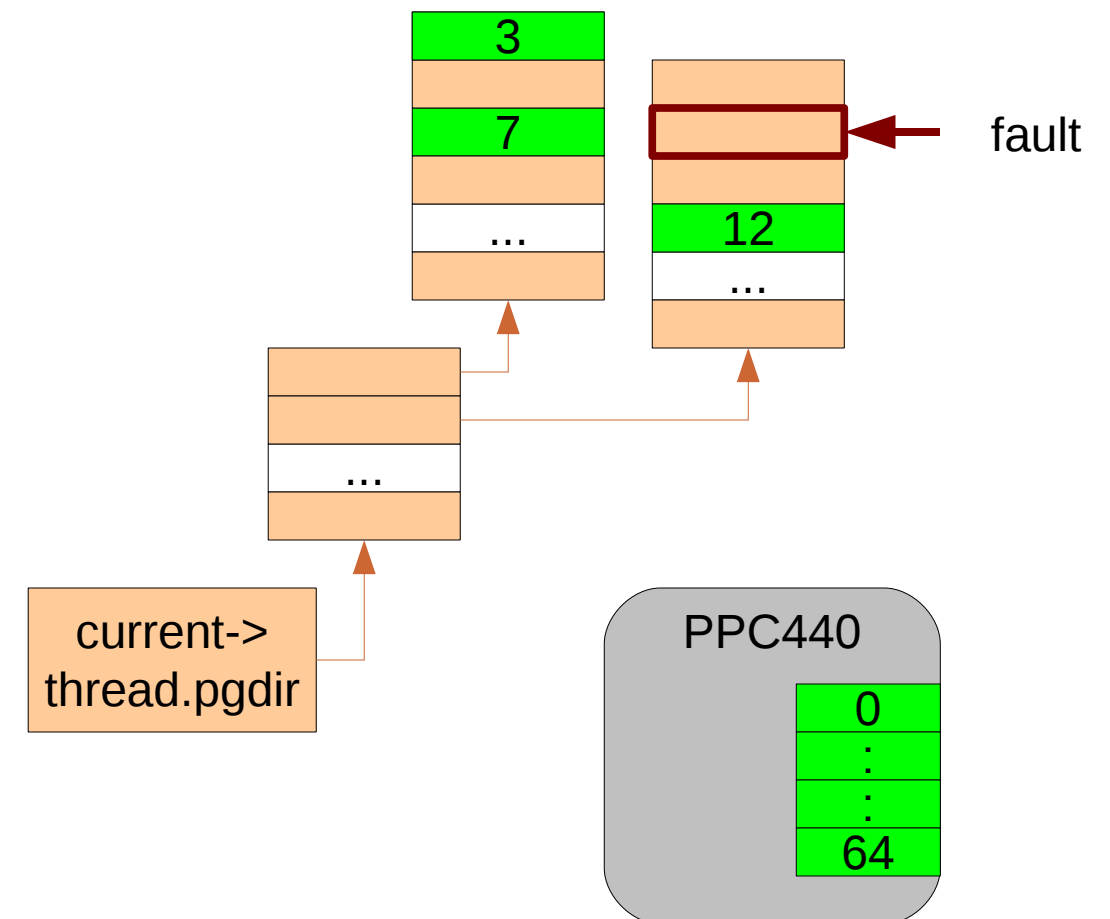 3
7
fault
...
12
...
...
current->
thread.pgdir
PPC440
0
:
:
64